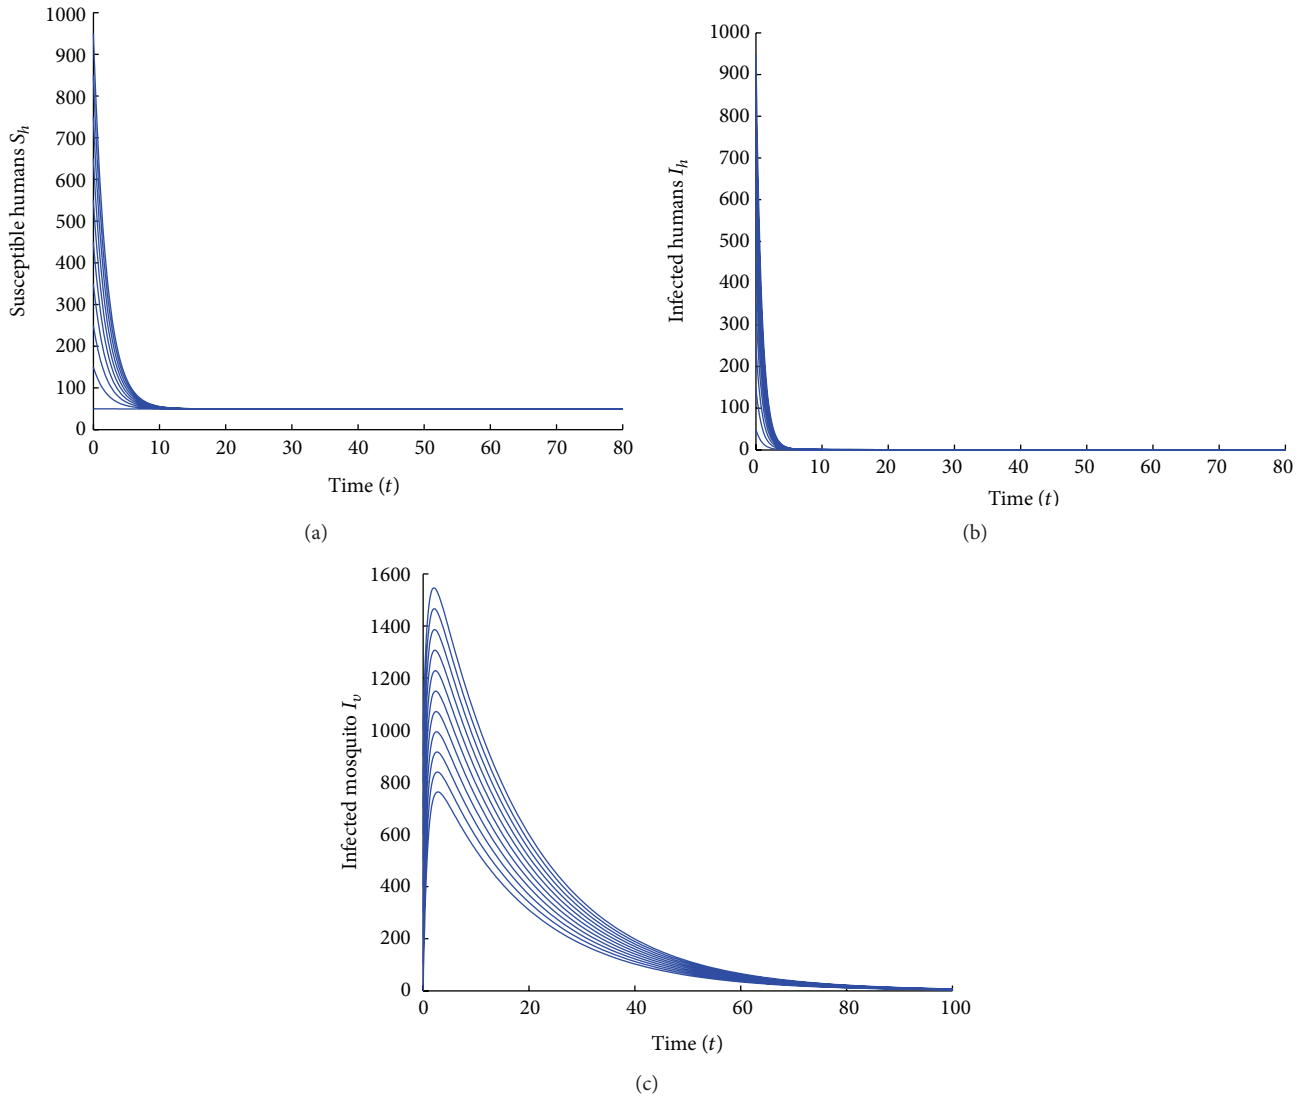 1000
900
800
700
600
500
400
300
200
100
0
Susceptible humans S_h
0 10 20 30 40 50 60 70 80
Time (t)
(a)
1000
900
800
700
600
500
400
300
200
100
0
Infected humans I_h
0 10 20 30 40 50 60 70 80
Time (t)
(b)
1600
1400
1200
1000
800
600
400
200
0
Infected mosquito I_v
0 20 40 60 80 100
Time (t)
(c)